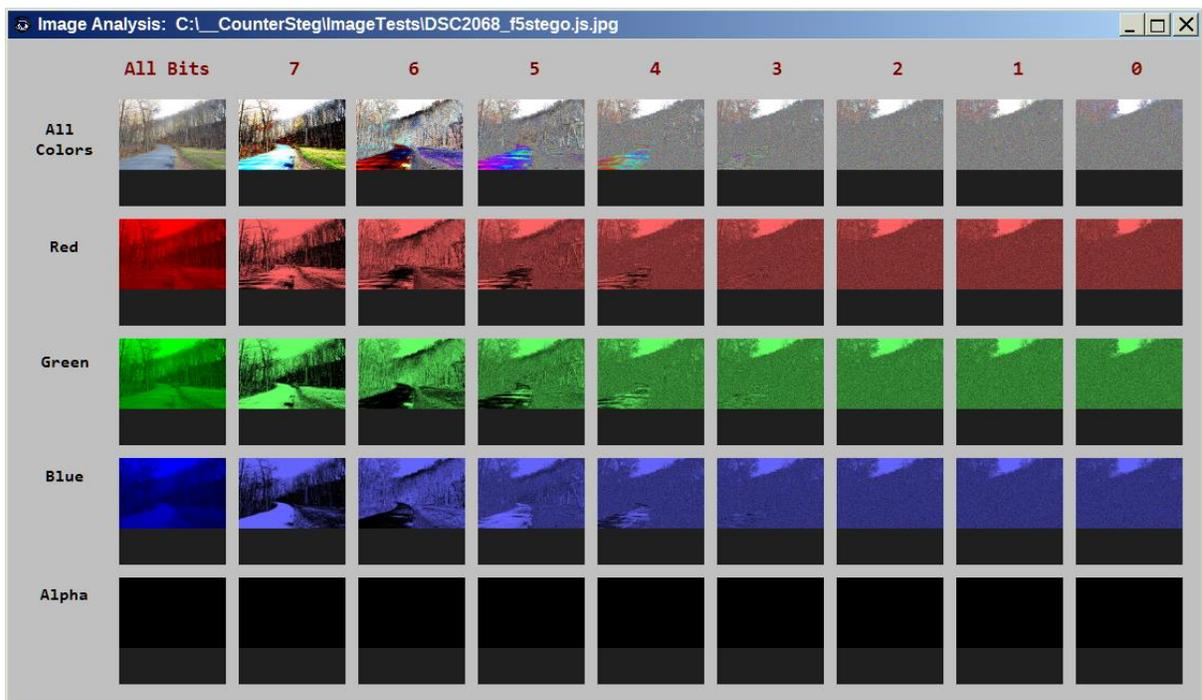 Image Analysis: C:\__CounterSteg\ImageTests\DSC2068_f5stego.js.jpg
All Bits 7 6 5 4 3 2 1 0
All
Colors
Red
Green
Blue
Alpha